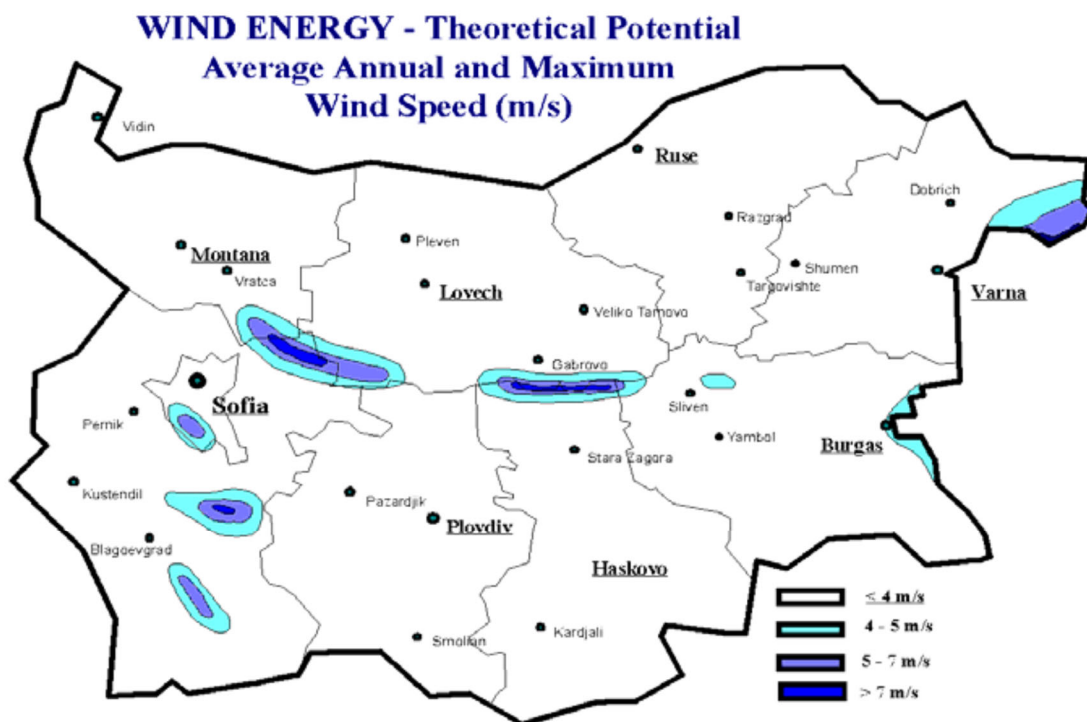 WIND ENERGY - Theoretical Potential
Average Annual and Maximum
Wind Speed (m/s)
Vidin
Ruse
Dobrich
Razgrad
Pleven
Montana
Vratca
Shumen
Targovishte
Lovech
Varna
Veliko Tarnovo
Gabrovo
Sofia
Sliven
Pernik
Yambol
Burgas
Stara Zagora
Kustendil
Pazardjik
Plovdiv
Blagoevgrad
Haskovo
≤ 4 m/s
4 - 5 m/s
Smolian
Kardjali
5 - 7 m/s
> 7 m/s